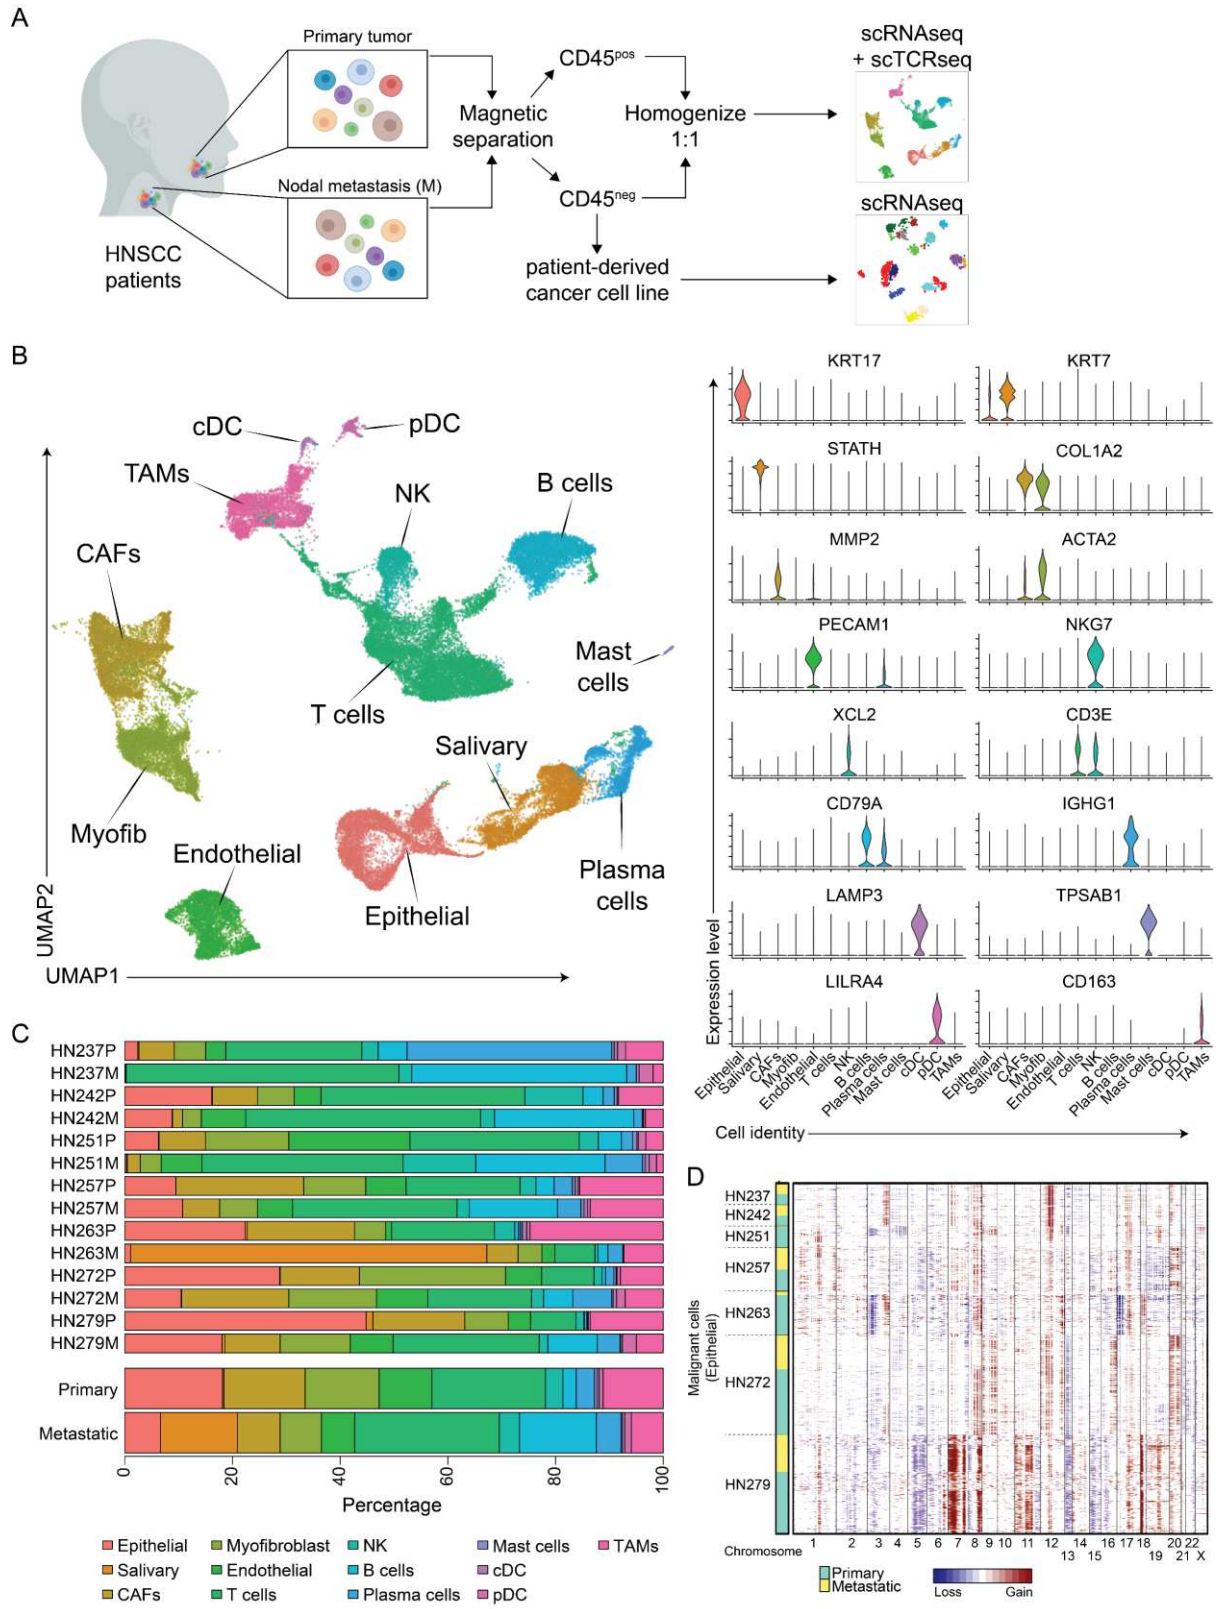 A
Primary tumor
Nodal metastasis (M)
HNSCC
patients
Magnetic
separation
CD45pos
CD45neg
Homogenize
1:1
patient-derived
cancer cell line
scRNAseq
+ scTCRseq
scRNAseq
B
cDC
pDC
TAMs
NK
B cells
CAFs
Mast
cells
T cells
Salivary
Myofib
Endothelial
Plasma
cells
Epithelial
UMAP2
UMAP1
KRT17
KRT7
STATH
COL1A2
MMP2
ACTA2
PECAM1
NKG7
XCL2
CD3E
CD79A
IGHG1
LAMP3
TPSAB1
LILRA4
CD163
Expression level
Epithelial
Salivary
CAFs
Myofib
Endothelial
T cells
NK
B cells
Plasma cells
Mast cells
cDC
pDC
TAMs
Epithelial
Salivary
CAFs
Myofib
Endothelial
T cells
NK
B cells
Plasma cells
Mast cells
cDC
pDC
TAMs
Cell identity
C
HN237P
HN237M
HN242P
HN242M
HN251P
HN251M
HN257P
HN257M
HN263P
HN263M
HN272P
HN272M
HN279P
HN279M
Primary
Metastatic
0
20
40
60
80
100
Percentage
Epithelial
Salivary
CAFs
Myofibroblast
Endothelial
T cells
NK
B cells
Plasma cells
Mast cells
cDC
pDC
TAMs
D
Malignant cells
(Epithelial)
HN237
HN242
HN251
HN257
HN263
HN272
HN279
Chromosome
1 2 3 4 5 6 7 8 9 10 11 12 13 14 15 16 17 18 19 20 21 22 X
Primary
Metastatic
Loss Gain